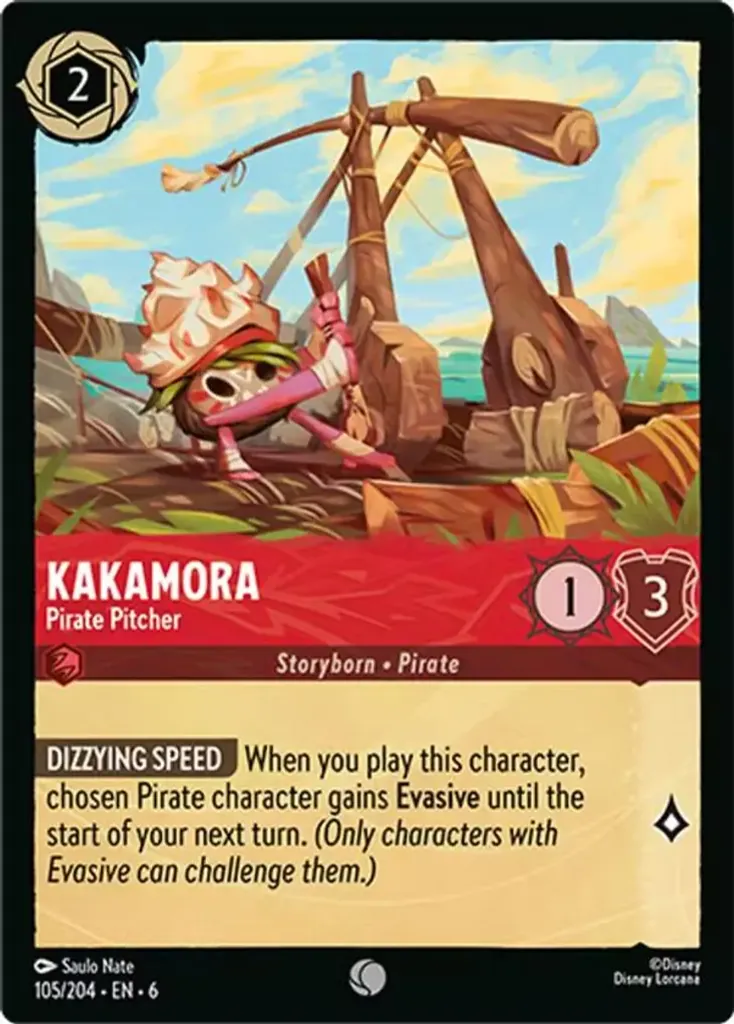 2
KAKAMORA
Pirate Pitcher
1
3
Storyborn • Pirate
DIZZYING SPEED When you play this character,
chosen Pirate character gains Evasive until the
start of your next turn. (Only characters with
Evasive can challenge them.)
Saulo Nate
105/204 • EN • 6
©Disney
Disney Lorcana